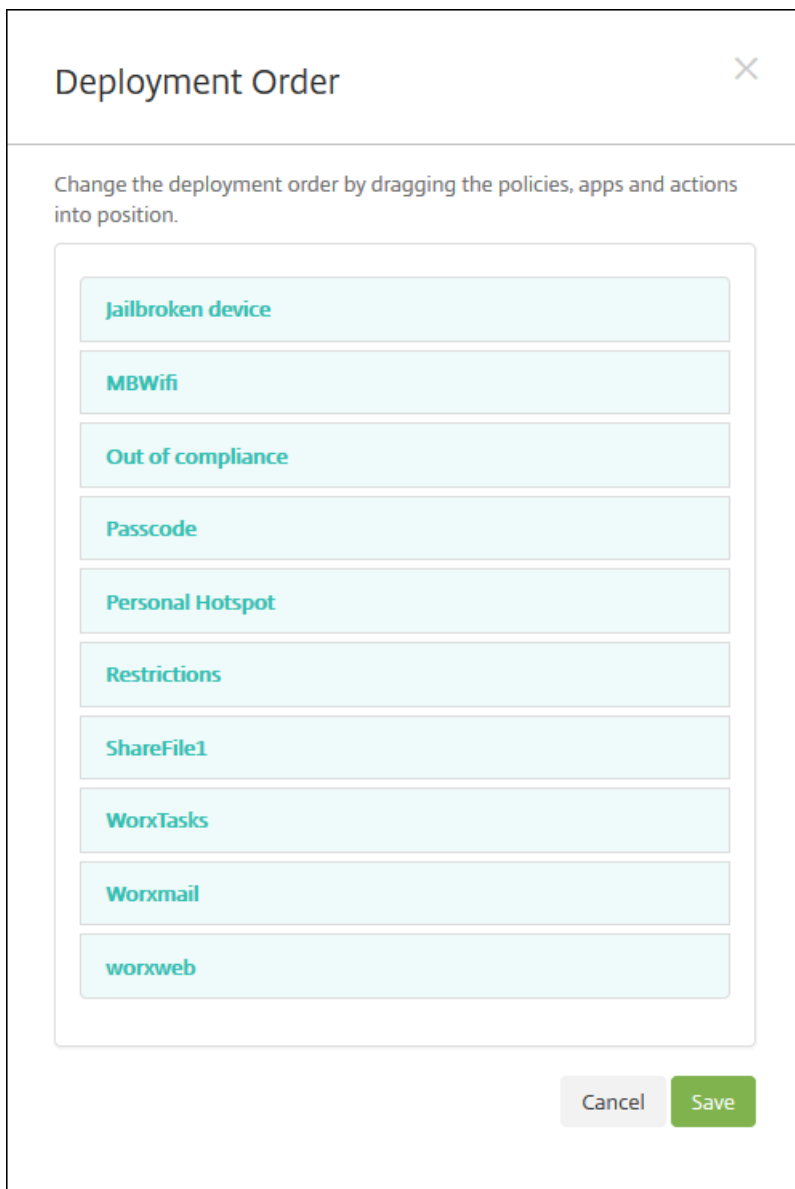 Deployment Order
Change the deployment order by dragging the policies, apps and actions
into position.
Jailbroken device
MBWifi
Out of compliance
Passcode
Personal Hotspot
Restrictions
ShareFile1
WorxTasks
Worxmail
worxweb
Cancel Save